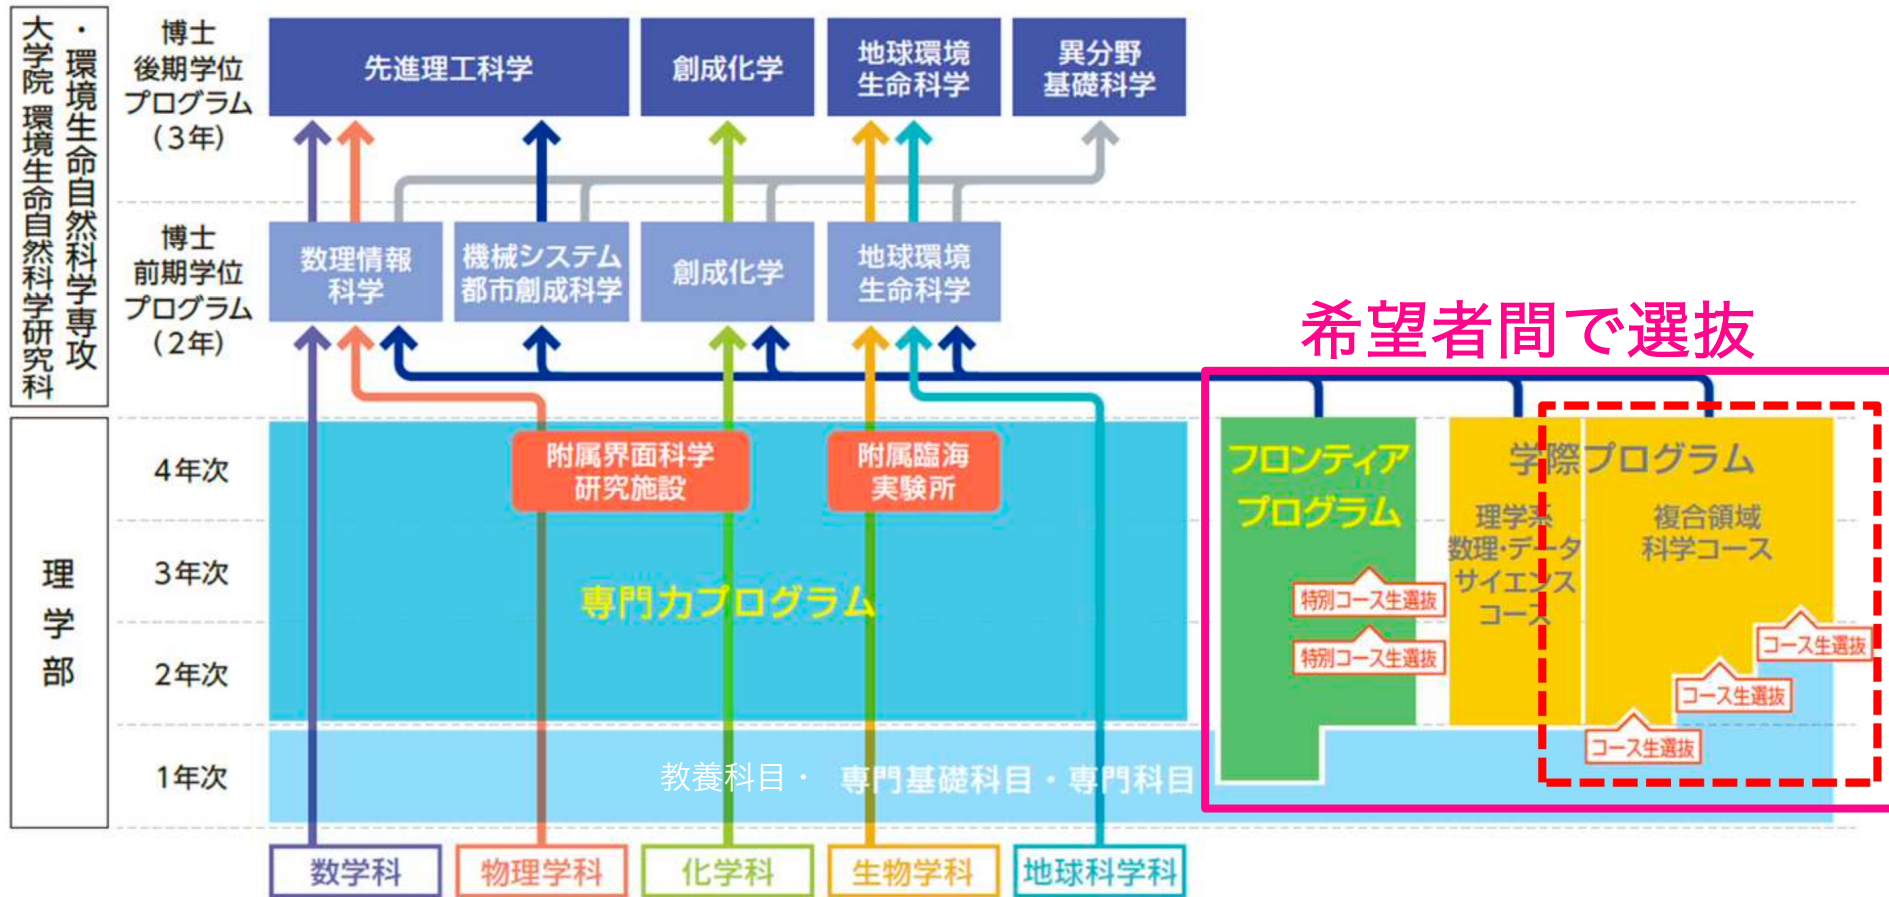 大学院 環境生命自然科学研究科
・環境生命自然科学専攻
博士
後期学位
プログラム
(3年)
先進理工科学
創成化学
地球環境
生命科学
異分野
基礎科学
博士
前期学位
プログラム
(2年)
数理情報
科学
機械システム
都市創成科学
創成化学
地球環境
生命科学
希望者間で選抜
理学部
4年次
3年次
2年次
1年次
附属界面科学
研究施設
附属臨海
実験所
専門力プログラム
フロンティア
プログラム
特別コース生選抜
特別コース生選抜
学際プログラム
理学系
数理・データ
サイエンス
コース
複合領域
科学コース
コース生選抜
コース生選抜
コース生選抜
教養科目・ 専門基礎科目・専門科目
数学科
物理学科
化学科
生物学科
地球科学科